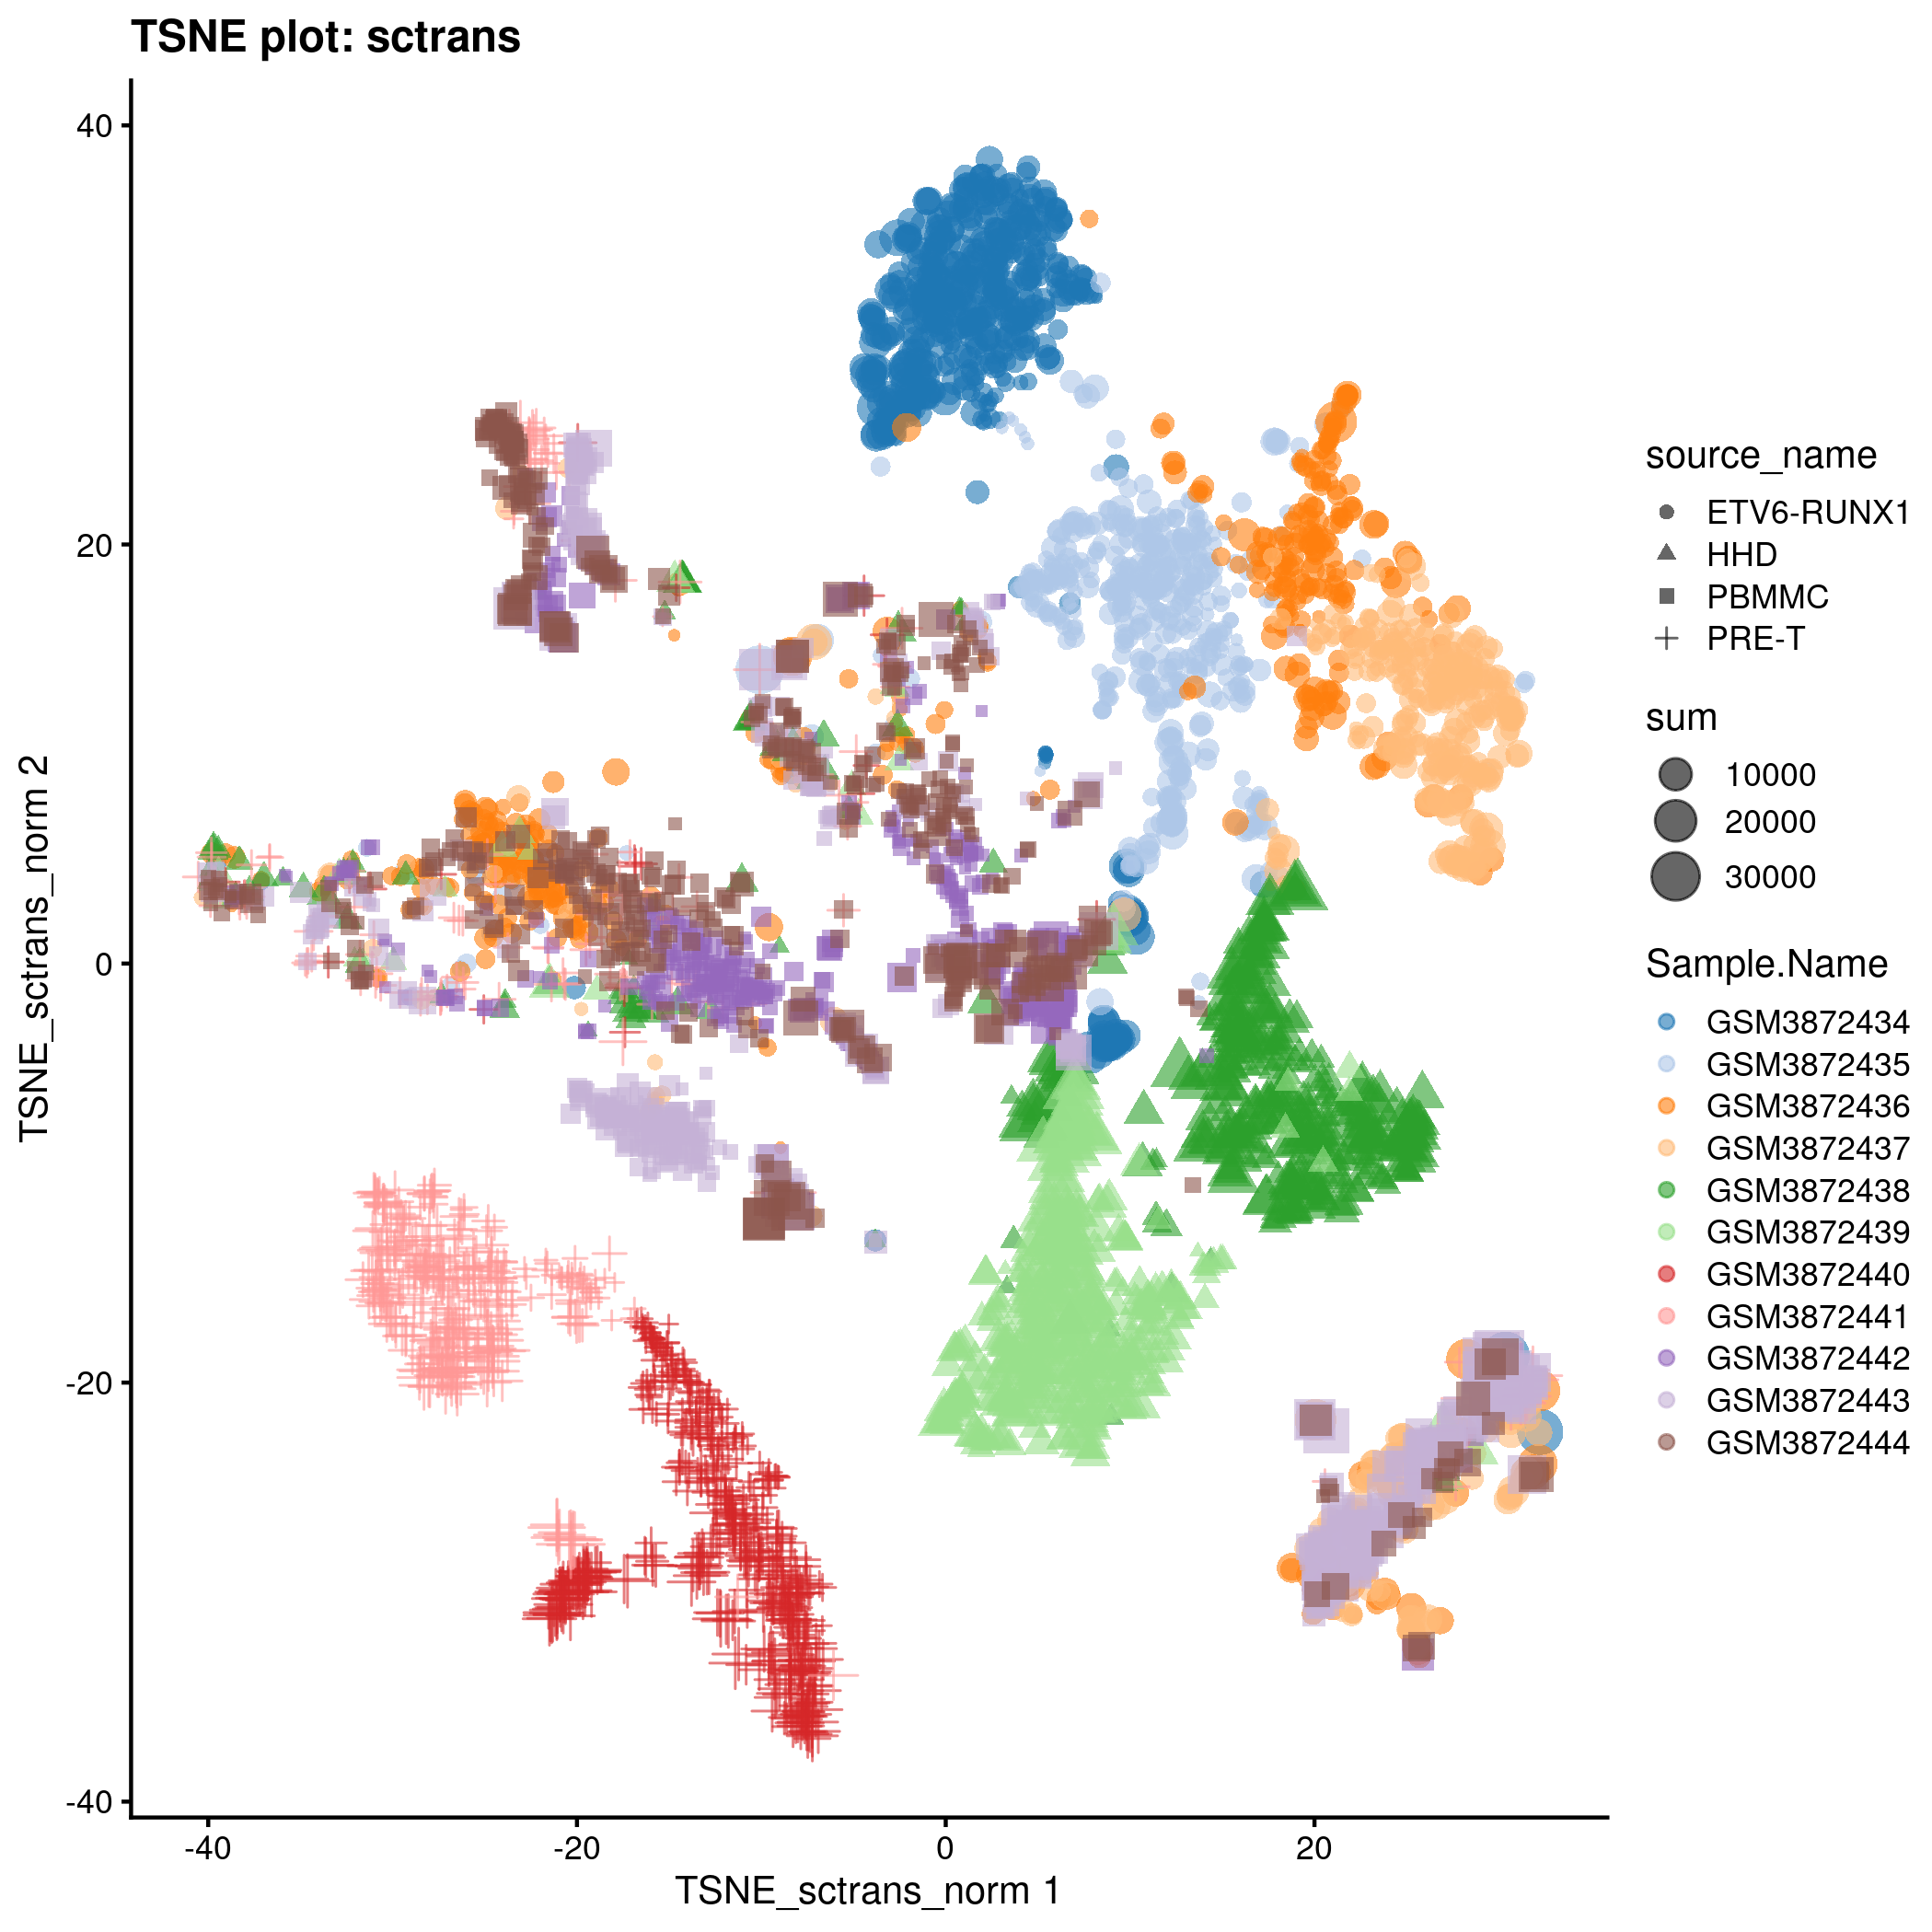 TSNE plot: sctrans
40
20
0
-20
-40
TSNE_sctrans_norm 2
-40
-20
0
20
TSNE_sctrans_norm 1
source_name
ETV6-RUNX1
HHD
PBMMC
PRE-T
sum
10000
20000
30000
Sample.Name
GSM3872434
GSM3872435
GSM3872436
GSM3872437
GSM3872438
GSM3872439
GSM3872440
GSM3872441
GSM3872442
GSM3872443
GSM3872444